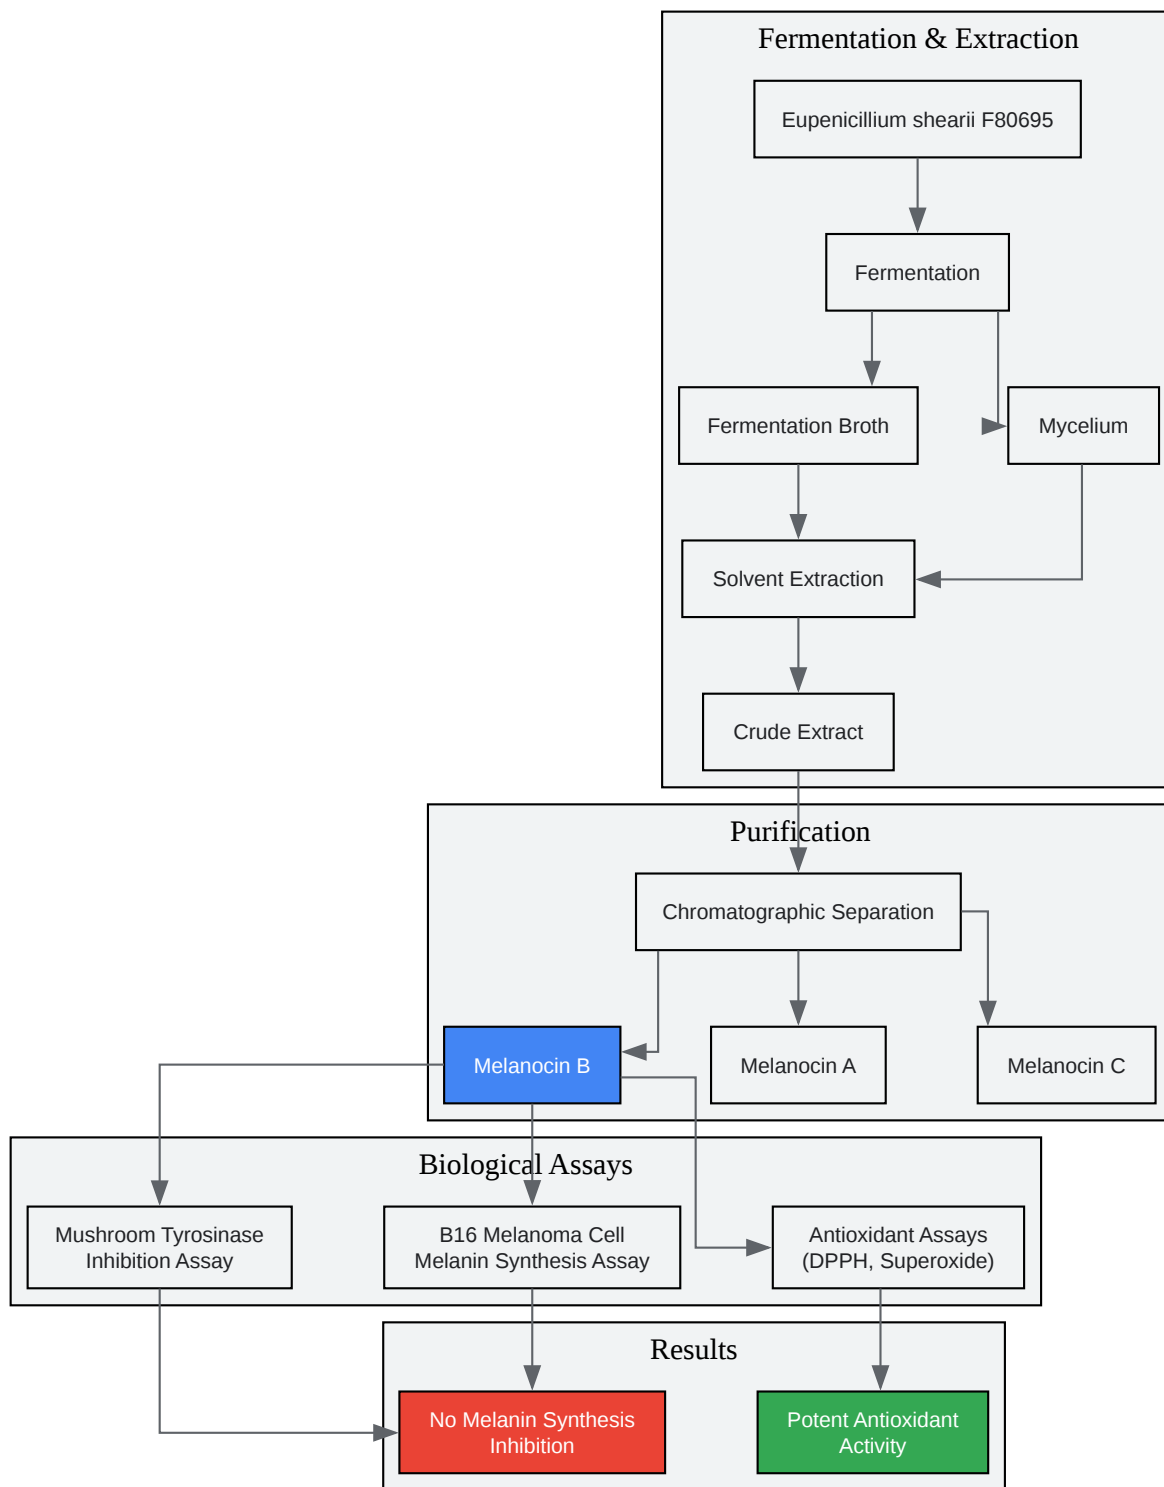 Fermentation & Extraction
Eupenicillium shearii F80695
Fermentation
Fermentation Broth
Mycelium
Solvent Extraction
Crude Extract
Purification
Chromatographic Separation
Melanocin B
Melanocin A
Melanocin C
Biological Assays
Mushroom Tyrosinase
Inhibition Assay
B16 Melanoma Cell
Melanin Synthesis Assay
Antioxidant Assays
(DPPH, Superoxide)
Results
No Melanin Synthesis
Inhibition
Potent Antioxidant
Activity